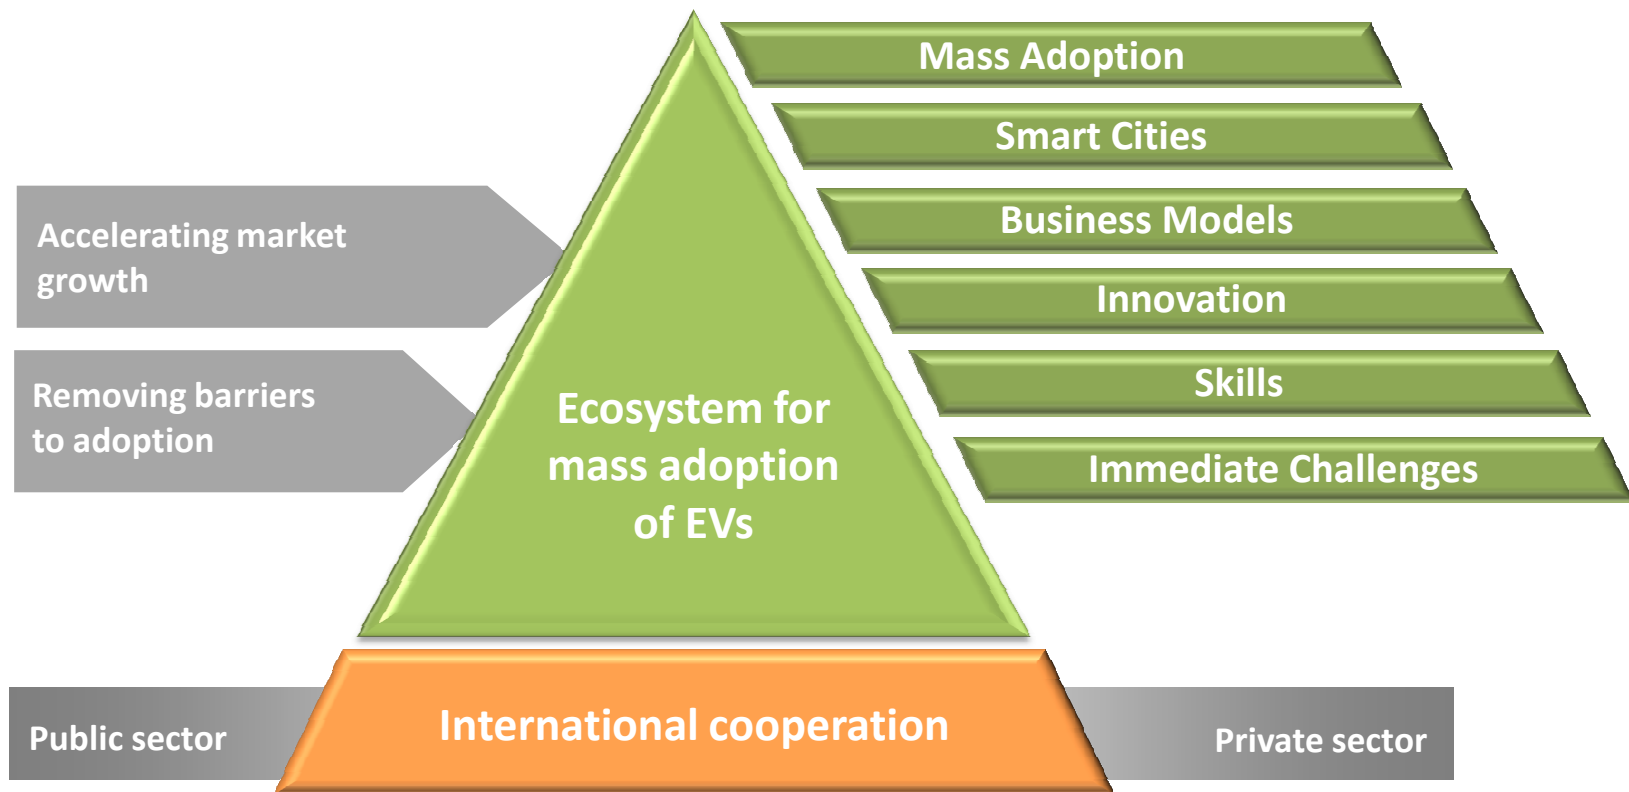 Mass Adoption
Smart Cities
Business Models
Innovation
Skills
Immediate Challenges
Accelerating market
growth
Removing barriers
to adoption
Ecosystem for
mass adoption
of EVs
Public sector
International cooperation
Private sector